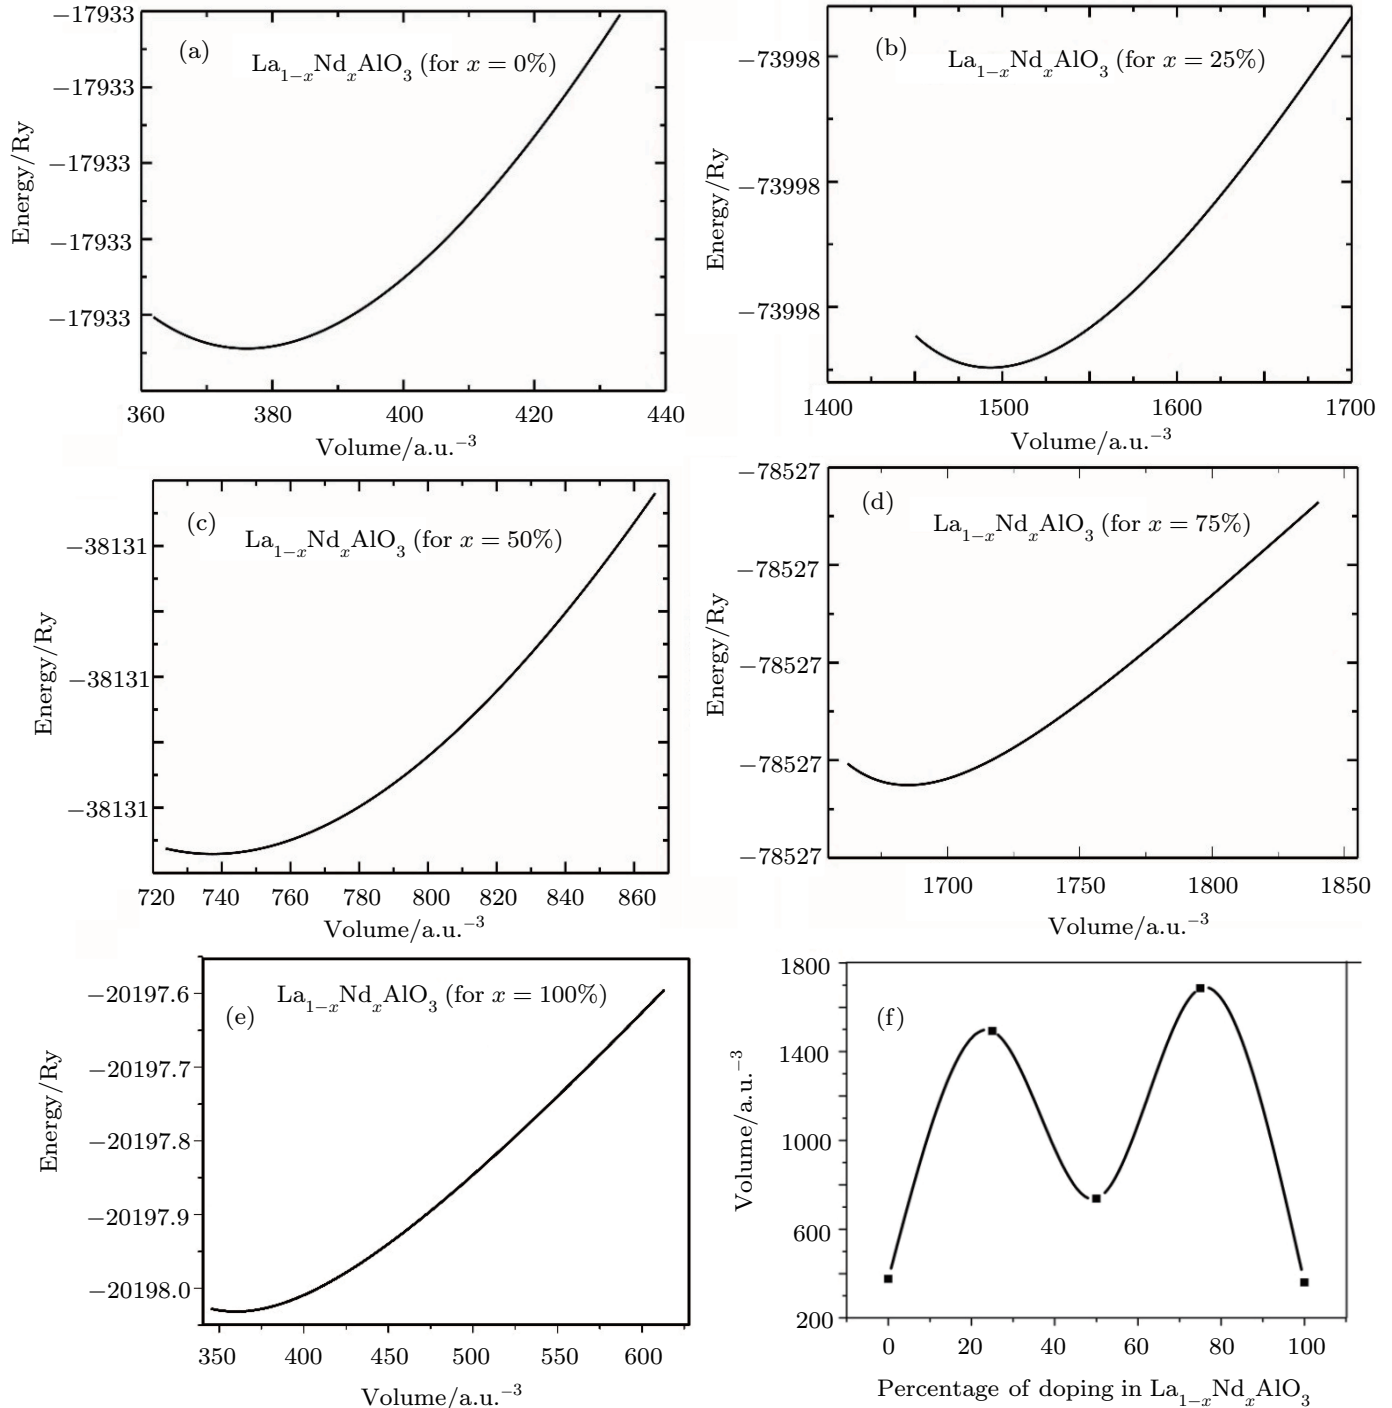 −17933
(a)
La1−xNdxAlO3 (for x = 0%)
−17933
−17933
−17933
−17933
Energy/Ry
360 380 400 420 440
Volume/a.u.−3
(b)
La1−xNdxAlO3 (for x = 25%)
−73998
−73998
−73998
Energy/Ry
1400 1500 1600 1700
Volume/a.u.−3
(c)
La1−xNdxAlO3 (for x = 50%)
−38131
−38131
−38131
Energy/Ry
720 740 760 780 800 820 840 860
Volume/a.u.−3
−78527
(d)
La1−xNdxAlO3 (for x = 75%)
−78527
−78527
−78527
−78527
Energy/Ry
1700 1750 1800 1850
Volume/a.u.−3
−20197.6
La1−xNdxAlO3 (for x = 100%)
(e)
−20197.7
−20197.8
−20197.9
−20198.0
Energy/Ry
350 400 450 500 550 600
Volume/a.u.−3
1800
(f)
1400
1000
600
200
Volume/a.u.−3
0 20 40 60 80 100
Percentage of doping in La1−xNdxAlO3